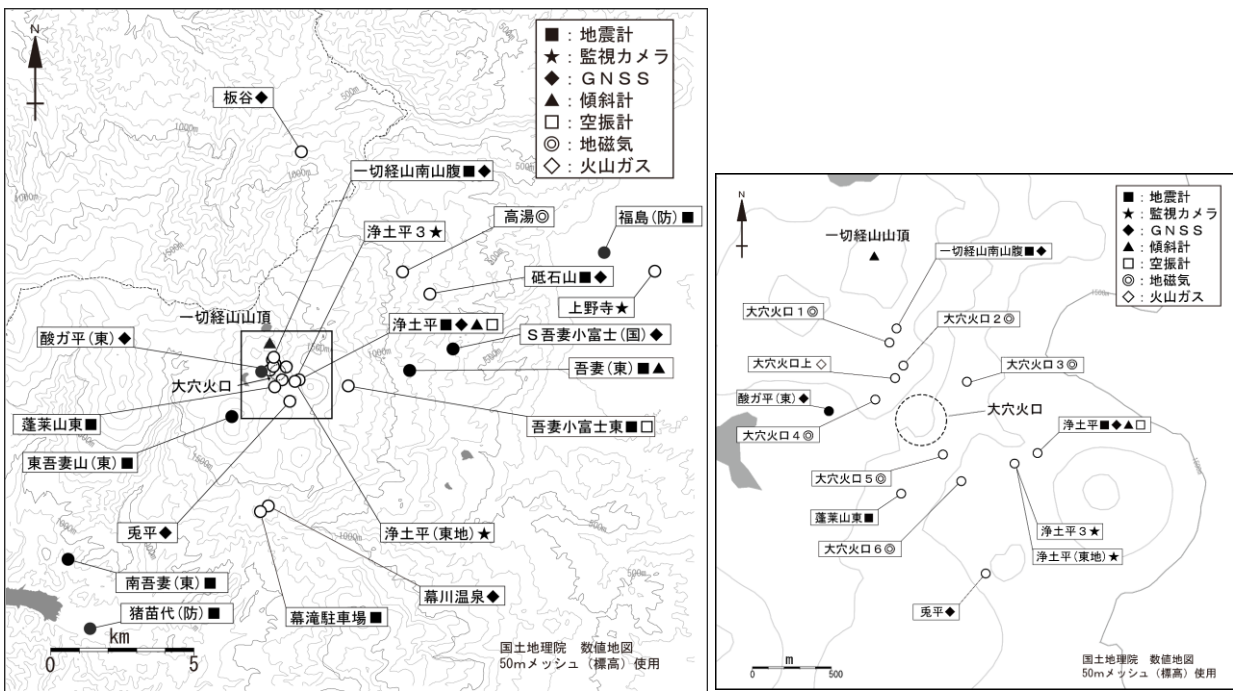 N
■：地震計
★：監視カメラ
◆：ＧＮＳＳ
▲：傾斜計
□：空振計
◎：地磁気
◇：火山ガス
板谷◆
一切経山南山腹■◆
高湯◎
福島(防)■
浄土平３★
砥石山■◆
上野寺★
一切経山山頂
浄土平■◆▲□
酸ガ平(東)◆
Ｓ吾妻小富士(国)◆
大穴火口
吾妻(東)■▲
蓬莱山東■
吾妻小富士東■□
東吾妻山(東)■
兎平◆
浄土平(東地)★
南吾妻(東)■
幕川温泉◆
猪苗代(防)■
幕滝駐車場■
km
0 5
国土地理院 数値地図
50mメッシュ（標高）使用
500m
1000m
1000m
500m
1500m
1000m
1500m
1000m
500m
500m
N
■：地震計
★：監視カメラ
◆：ＧＮＳＳ
▲：傾斜計
□：空振計
◎：地磁気
◇：火山ガス
一切経山山頂
一切経山南山腹■◆
大穴火口１◎
大穴火口２◎
大穴火口上◇
大穴火口３◎
酸ガ平(東)◆
大穴火口
大穴火口４◎
浄土平■◆▲□
大穴火口５◎
蓬莱山東■
浄土平３★
大穴火口６◎
浄土平(東地)★
兎平◆
m
0 500
国土地理院 数値地図
50mメッシュ（標高）使用
1500m